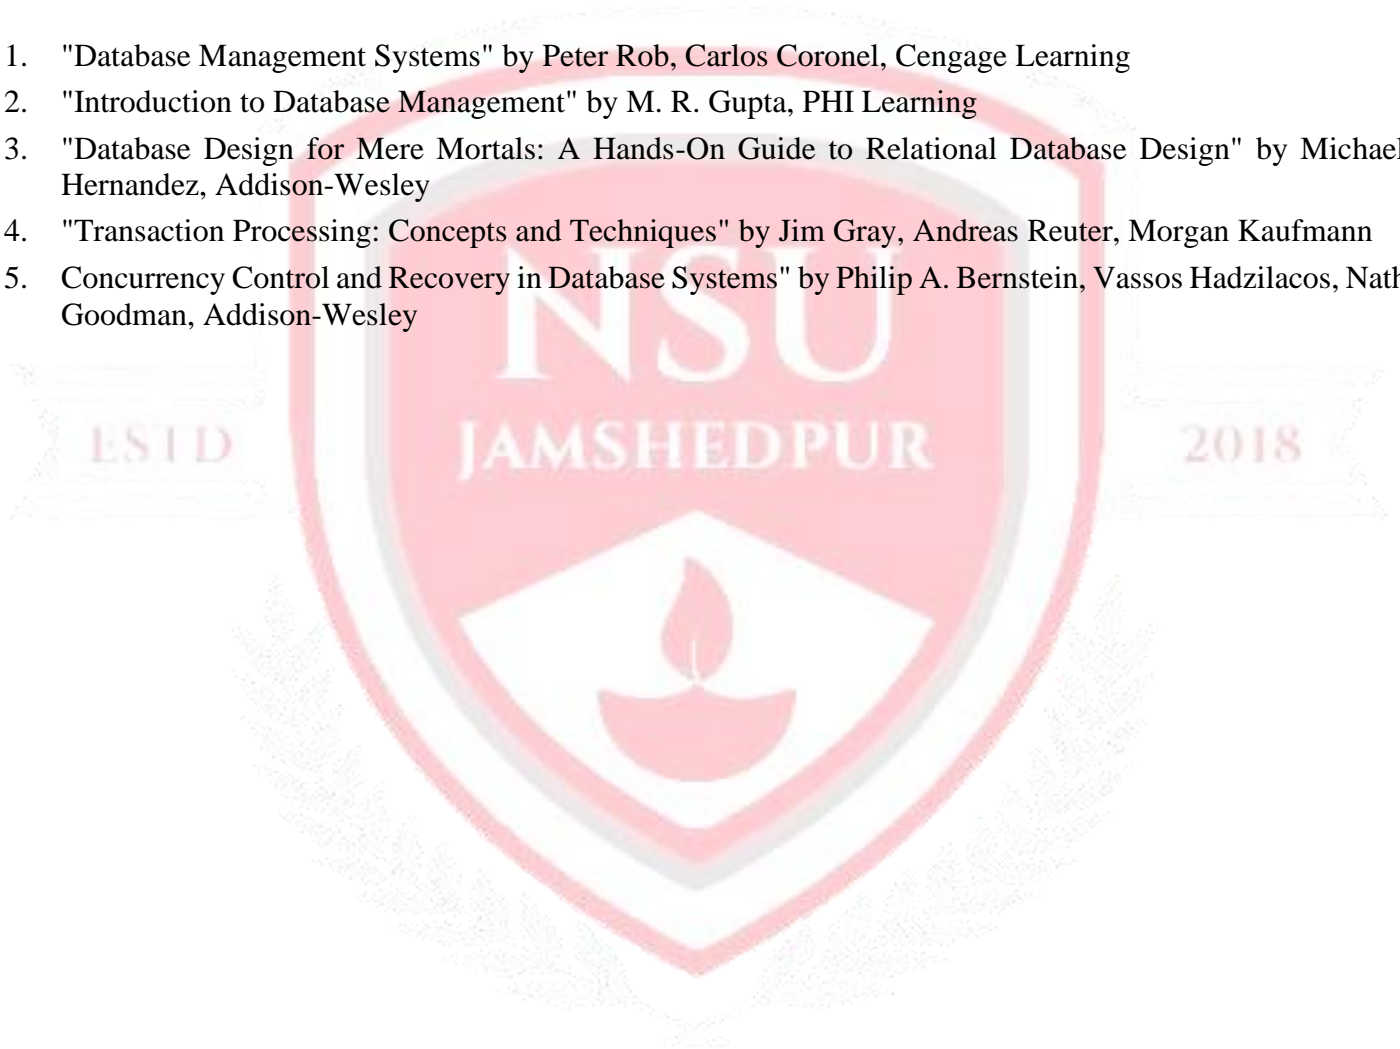 1. "Database Management Systems" by Peter Rob, Carlos Coronel, Cengage Learning
2. "Introduction to Database Management" by M. R. Gupta, PHI Learning
3. "Database Design for Mere Mortals: A Hands-On Guide to Relational Database Design" by Michael
Hernandez, Addison-Wesley
4. "Transaction Processing: Concepts and Techniques" by Jim Gray, Andreas Reuter, Morgan Kaufmann
5. Concurrency Control and Recovery in Database Systems" by Philip A. Bernstein, Vassos Hadzilacos,
Goodman, Addison-Wesley
NSU
JAMSHEDPUR
ESTD
2018